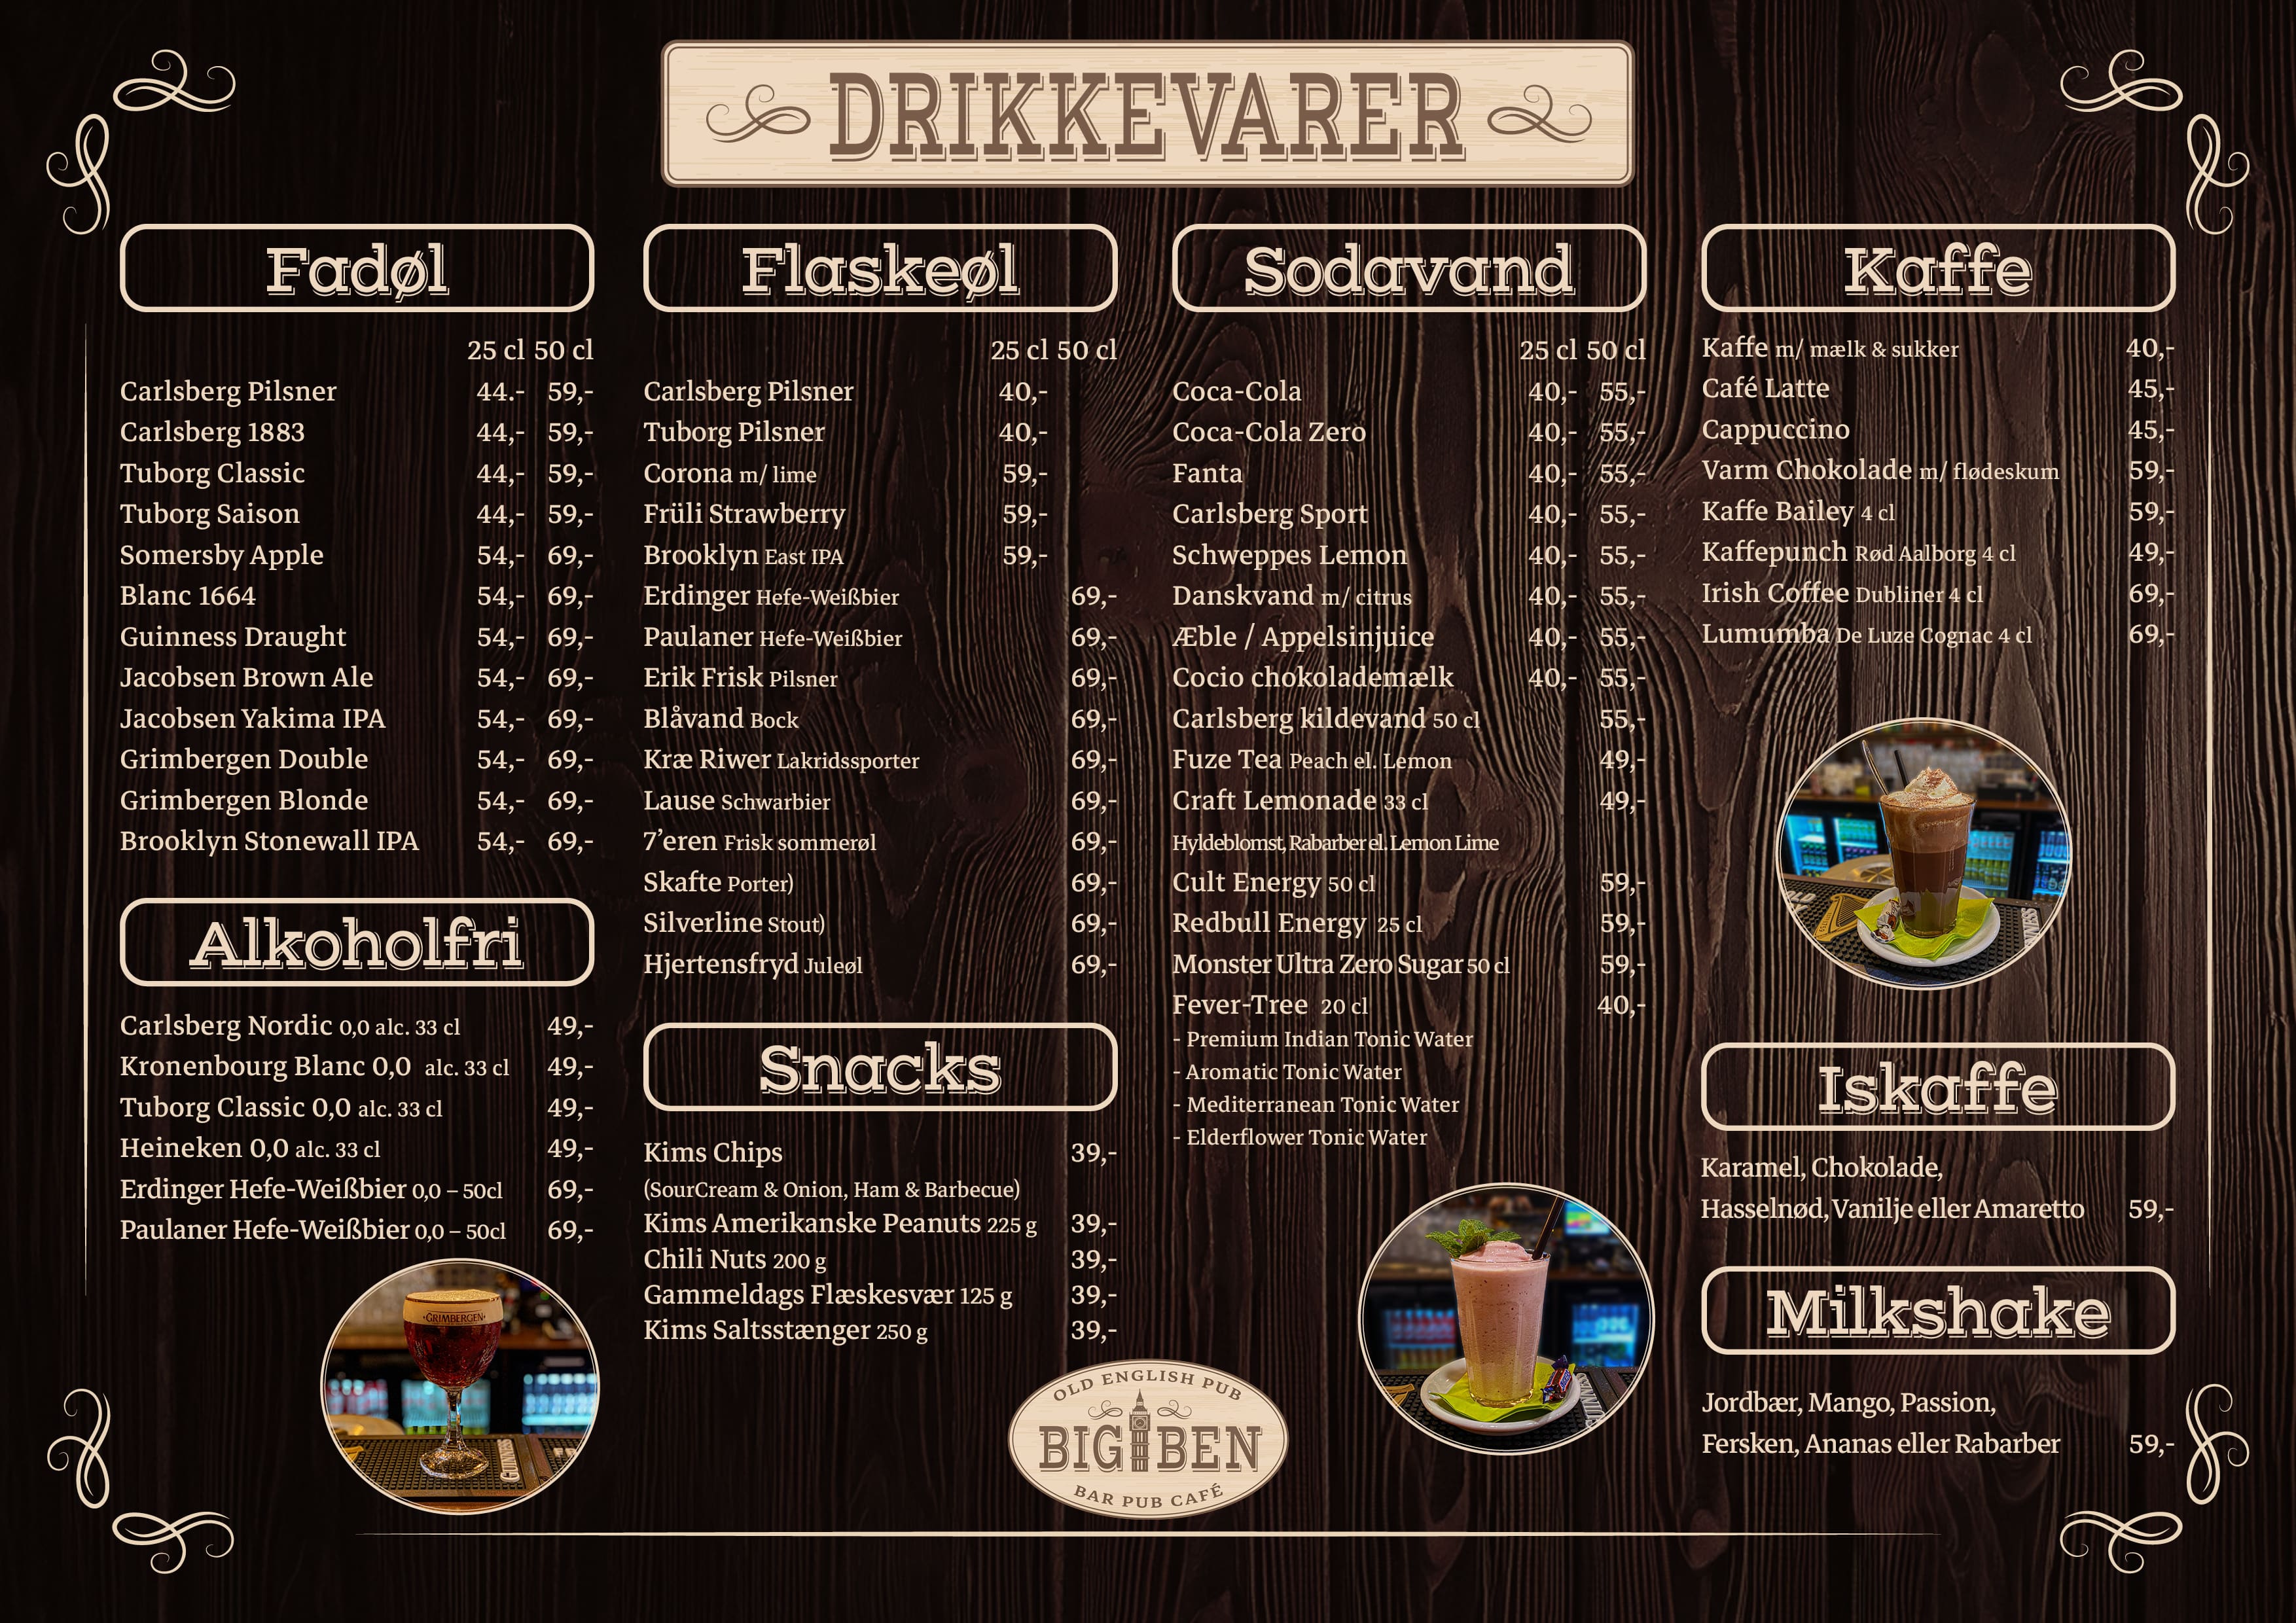 DRIKKEVARER
Fadøl
25 cl 50 cl
Carlsberg Pilsner 44.- 59,-
Carlsberg 1883 44,- 59,-
Tuborg Classic 44,- 59,-
Tuborg Saison 44,- 59,-
Somersby Apple 54,- 69,-
Blanc 1664 54,- 69,-
Guinness Draught 54,- 69,-
Jacobsen Brown Ale 54,- 69,-
Jacobsen Yakima IPA 54,- 69,-
Grimbergen Double 54,- 69,-
Grimbergen Blonde 54,- 69,-
Brooklyn Stonewall IPA 54,- 69,-
Alkoholfri
Carlsberg Nordic 0,0 alc. 33 cl 49,-
Kronenbourg Blanc 0,0 alc. 33 cl 49,-
Tuborg Classic 0,0 alc. 33 cl 49,-
Heineken 0,0 alc. 33 cl 49,-
Erdinger Hefe-Weißbier 0,0 – 50cl 69,-
Paulaner Hefe-Weißbier 0,0 – 50cl 69,-
GRIMBERGEN
GUINNESS
Flaskeøl
25 cl 50 cl
Carlsberg Pilsner 40,-
Tuborg Pilsner 40,-
Corona m/ lime 59,-
Früli Strawberry 59,-
Brooklyn East IPA 59,-
Erdinger Hefe-Weißbier 69,-
Paulaner Hefe-Weißbier 69,-
Erik Frisk Pilsner 69,-
Blåvand Bock 69,-
Kræ Riwer Lakridssporter 69,-
Lause Schwarbier 69,-
7’eren Frisk sommerøl 69,-
Skafte Porter) 69,-
Silverline Stout) 69,-
Hjertensfryd Juleøl 69,-
Snacks
Kims Chips 39,-
(SourCream & Onion, Ham & Barbecue)
Kims Amerikanske Peanuts 225 g 39,-
Chili Nuts 200 g 39,-
Gammeldags Flæskesvær 125 g 39,-
Kims Saltsstænger 250 g 39,-
OLD ENGLISH PUB
BIG BEN
BAR PUB CAFÉ
Sodavand
25 cl 50 cl
Coca-Cola 40,- 55,-
Coca-Cola Zero 40,- 55,-
Fanta 40,- 55,-
Carlsberg Sport 40,- 55,-
Schweppes Lemon 40,- 55,-
Danskvand m/ citrus 40,- 55,-
Æble / Appelsinjuice 40,- 55,-
Cocio chokolademælk 40,- 55,-
Carlsberg kildevand 50 cl 55,-
Fuze Tea Peach el. Lemon 49,-
Craft Lemonade 33 cl 49,-
Hyldeblomst, Rabarber el. Lemon Lime
Cult Energy 50 cl 59,-
Redbull Energy 25 cl 59,-
Monster Ultra Zero Sugar 50 cl 59,-
Fever-Tree 20 cl 40,-
- Premium Indian Tonic Water
- Aromatic Tonic Water
- Mediterranean Tonic Water
- Elderflower Tonic Water
Kaffe
Kaffe m/ mælk & sukker 40,-
Café Latte 45,-
Cappuccino 45,-
Varm Chokolade m/ flødeskum 59,-
Kaffe Bailey 4 cl 59,-
Kaffepunch Rød Aalborg 4 cl 49,-
Irish Coffee Dubliner 4 cl 69,-
Lumumba De Luze Cognac 4 cl 69,-
Iskaffe
Karamel, Chokolade,
Hasselnød, Vanilje eller Amaretto 59,-
Milkshake
Jordbær, Mango, Passion,
Fersken, Ananas eller Rabarber 59,-